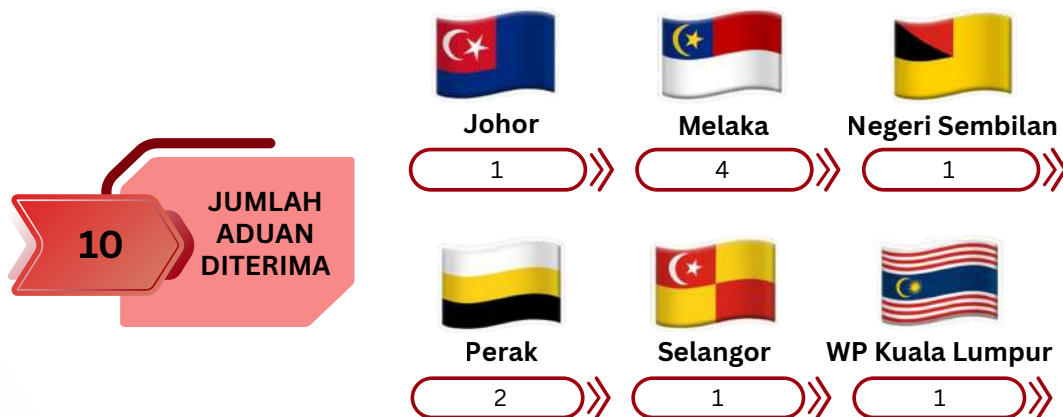 10
JUMLAH
ADUAN
DITERIMA
Johor
1
Melaka
4
Negeri Sembilan
1
Perak
2
Selangor
1
WP Kuala Lumpur
1